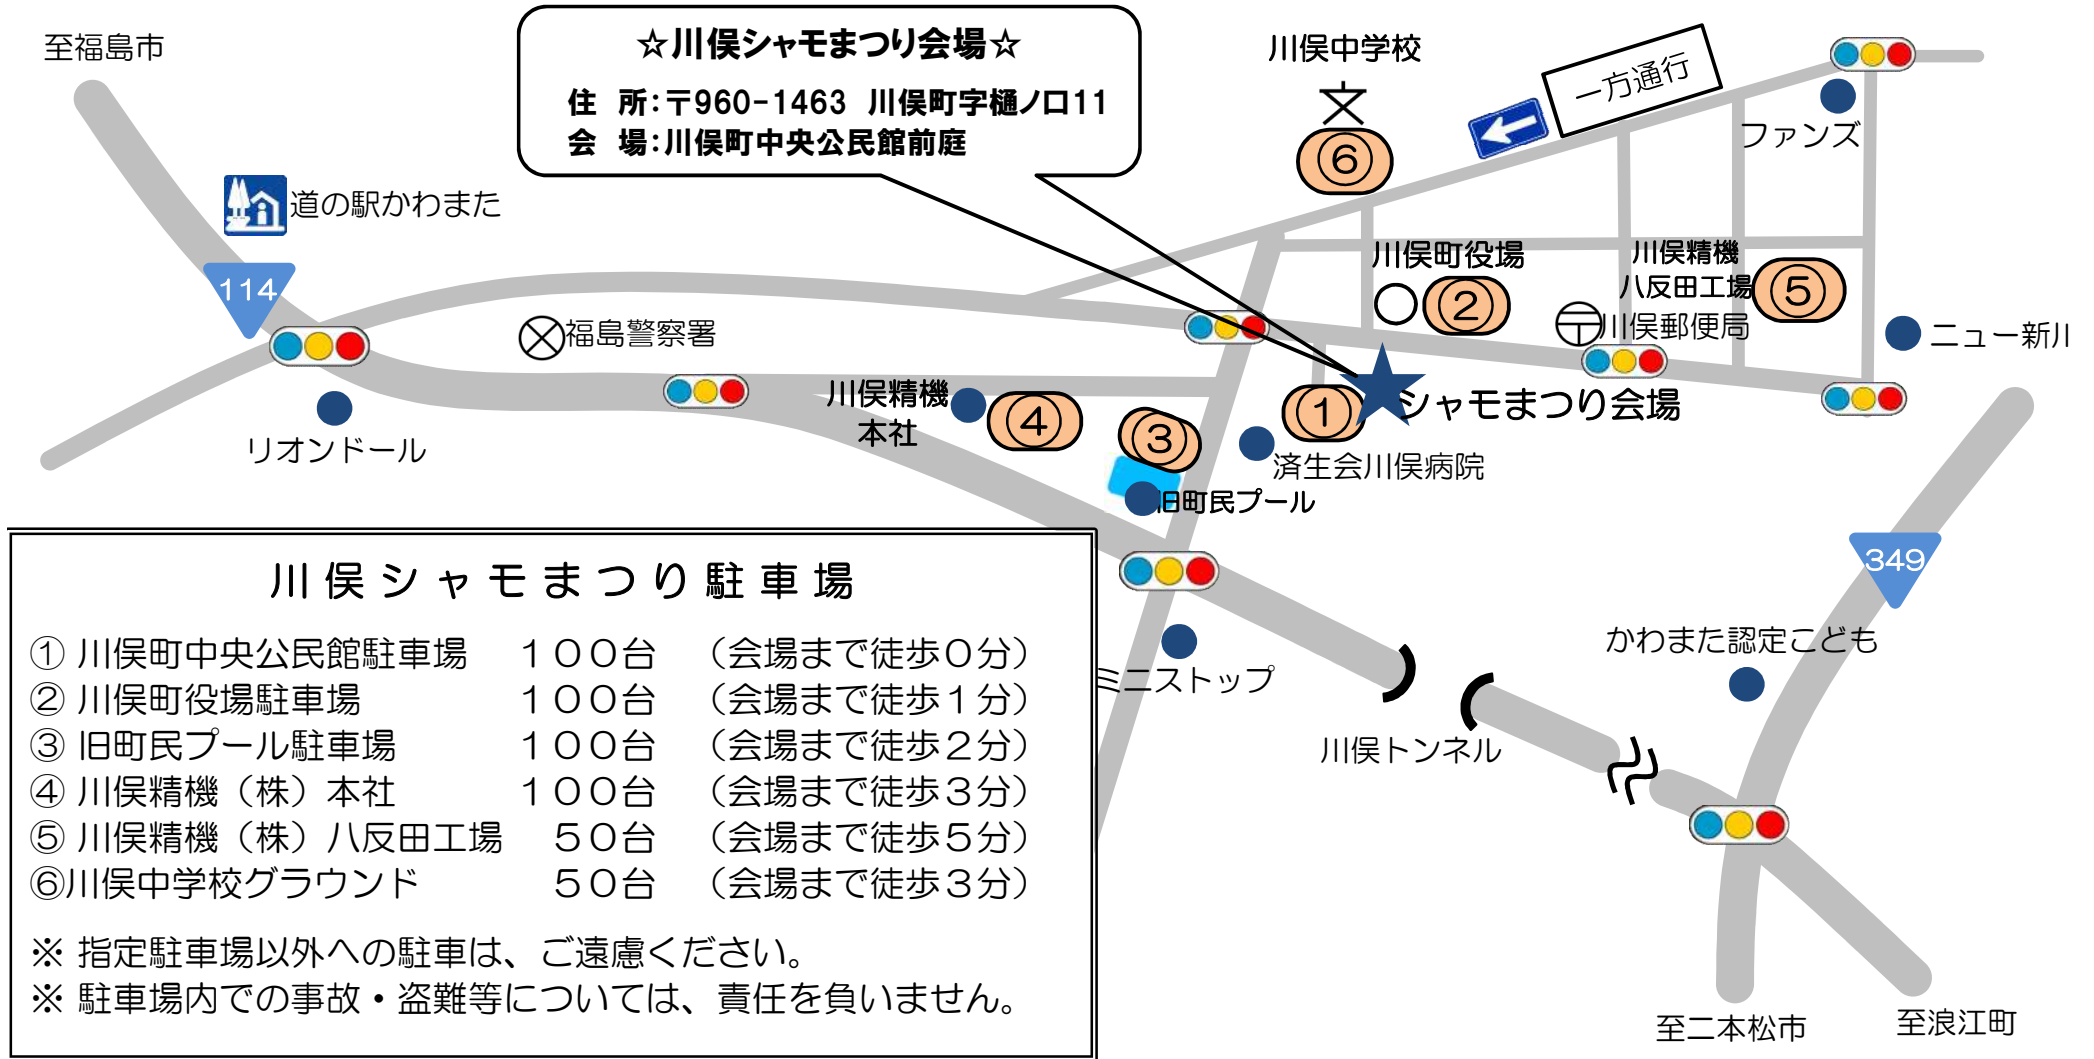 至福島市
☆川俣シャモまつり会場☆
住　所：〒960-1463　川俣町字樋ノ口11
会　場：川俣町中央公民館前庭
川俣中学校
文
⑥
一方通行
ファンズ
道の駅かわまた
114
福島警察署
リオンドール
川俣町役場
②
川俣精機
八反田工場
⑤
〒
川俣郵便局
ニュー新川
川俣精機
本社
④
③
①
シャモまつり会場
済生会川俣病院
旧町民プール
349
ミニストップ
川俣トンネル
かわまた認定こども
至二本松市
至浪江町
川俣シャモまつり駐車場
① 川俣町中央公民館駐車場　１００台　（会場まで徒歩０分）
② 川俣町役場駐車場　１００台　（会場まで徒歩１分）
③ 旧町民プール駐車場　１００台　（会場まで徒歩２分）
④ 川俣精機（株）本社　１００台　（会場まで徒歩３分）
⑤ 川俣精機（株）八反田工場　５０台　（会場まで徒歩５分）
⑥川俣中学校グラウンド　５０台　（会場まで徒歩３分）
※ 指定駐車場以外への駐車は、ご遠慮ください。
※ 駐車場内での事故・盗難等については、責任を負いません。